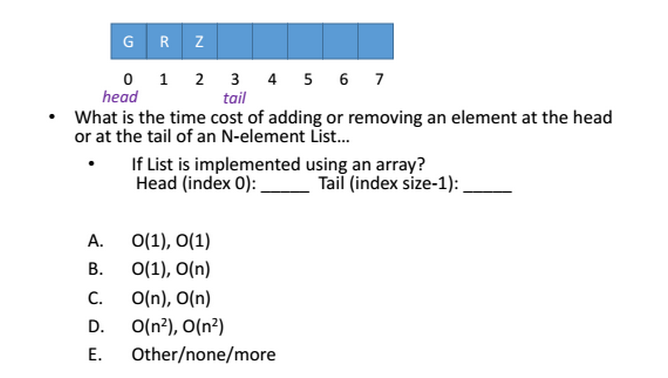 G R Z
0 1 2 3 4 5 6 7
head tail
• What is the time cost of adding or removing an element at the head
or at the tail of an N-element List...
• If List is implemented using an array?
Head (index 0): _____ Tail (index size-1): _____
A. O(1), O(1)
B. O(1), O(n)
C. O(n), O(n)
D. O(n²), O(n²)
E. Other/none/more